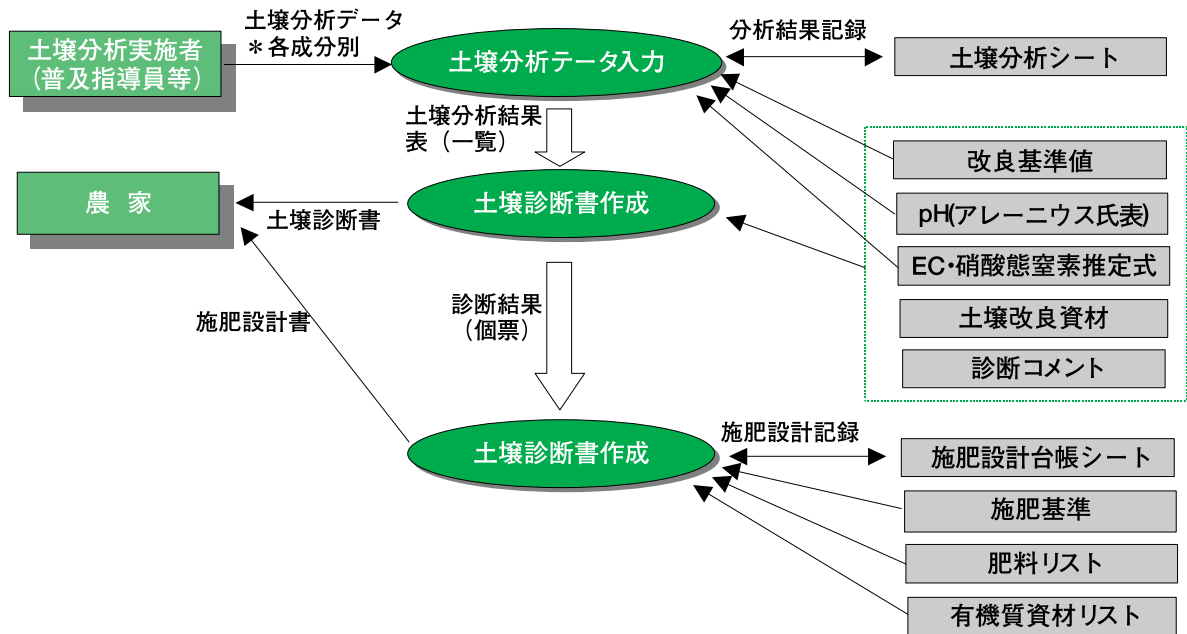 土壌分析実施者
(普及指導員等)
土壌分析データ
＊各成分別
土壌分析テータ入力
分析結果記録
土壌分析シート
土壌分析結果
表（一覧）
改良基準値
pH(アレーニウス氏表)
EC・硝酸態窒素推定式
土壌改良資材
診断コメント
農 家
土壌診断書
土壌診断書作成
施肥設計書
診断結果
（個票）
土壌診断書作成
施肥設計記録
施肥設計台帳シート
施肥基準
肥料リスト
有機質資材リスト